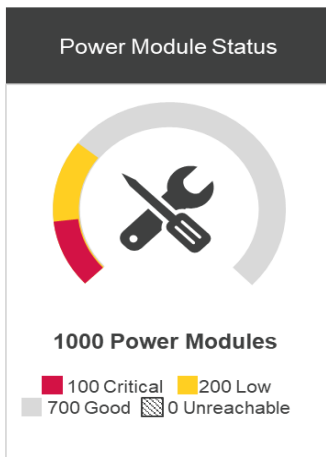 Power Module Status
1000 Power Modules
100 Critical 200 Low
700 Good 0 Unreachable